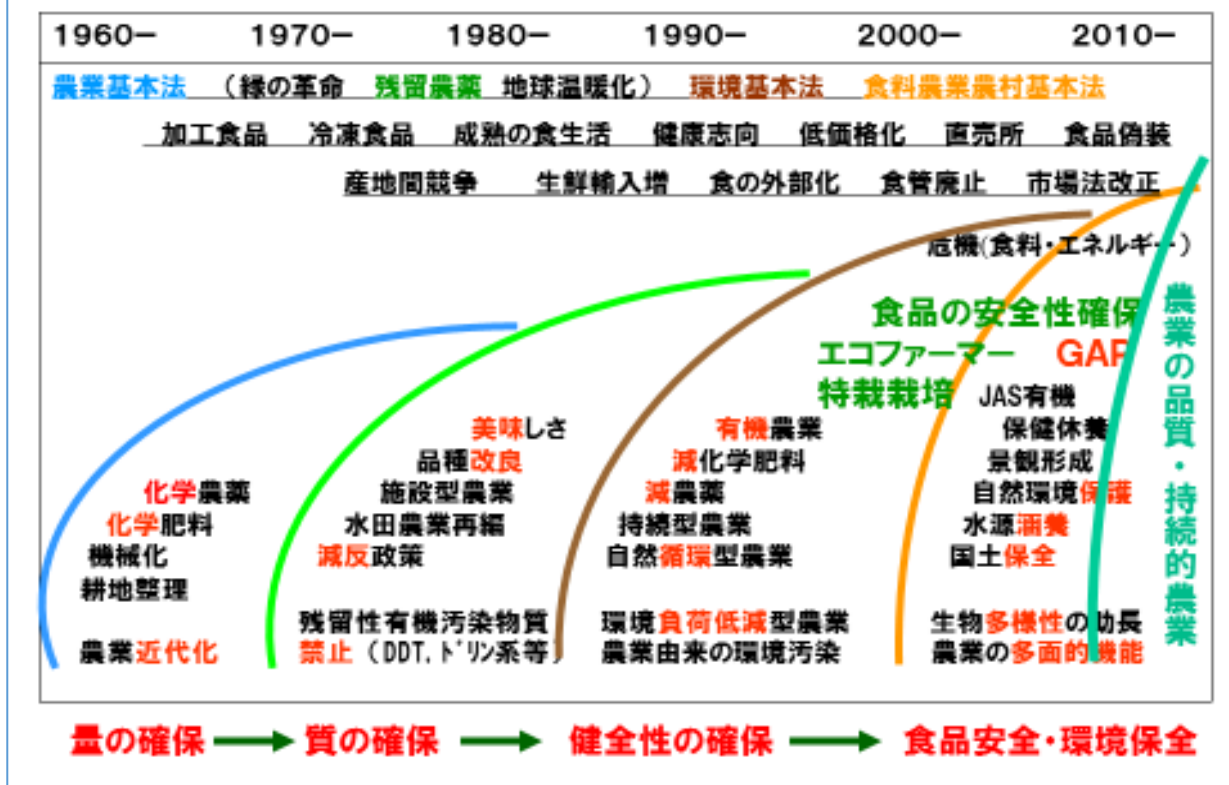 1960－ 1970－ 1980－ 1990－ 2000－ 2010－
農業基本法 （緑の革命 残留農薬 地球温暖化） 環境基本法 食料農業農村基本法
加工食品 冷凍食品 成熟の食生活 健康志向 低価格化 直売所 食品偽装
産地間競争 生鮮輸入増 食の外部化 食管廃止 市場法改正
危機(食料・エネルギー）
食品の安全性確保
エコファーマー GAP
特栽栽培 JAS有機
美味しさ 有機農業 保健休養
品種改良 減化学肥料 景観形成
化学農薬 施設型農業 減農薬 自然環境保護
化学肥料 水田農業再編 持続型農業 水源涵養
機械化 減反政策 自然循環型農業 国土保全
耕地整理
残留性有機汚染物質 環境負荷低減型農業 生物多様性の助長
農業近代化 禁止（DDT,ﾄﾞﾘﾝ系等） 農業由来の環境汚染 農業の多面的機能
農業の品質・持続的農業
量の確保 → 質の確保 → 健全性の確保 → 食品安全・環境保全